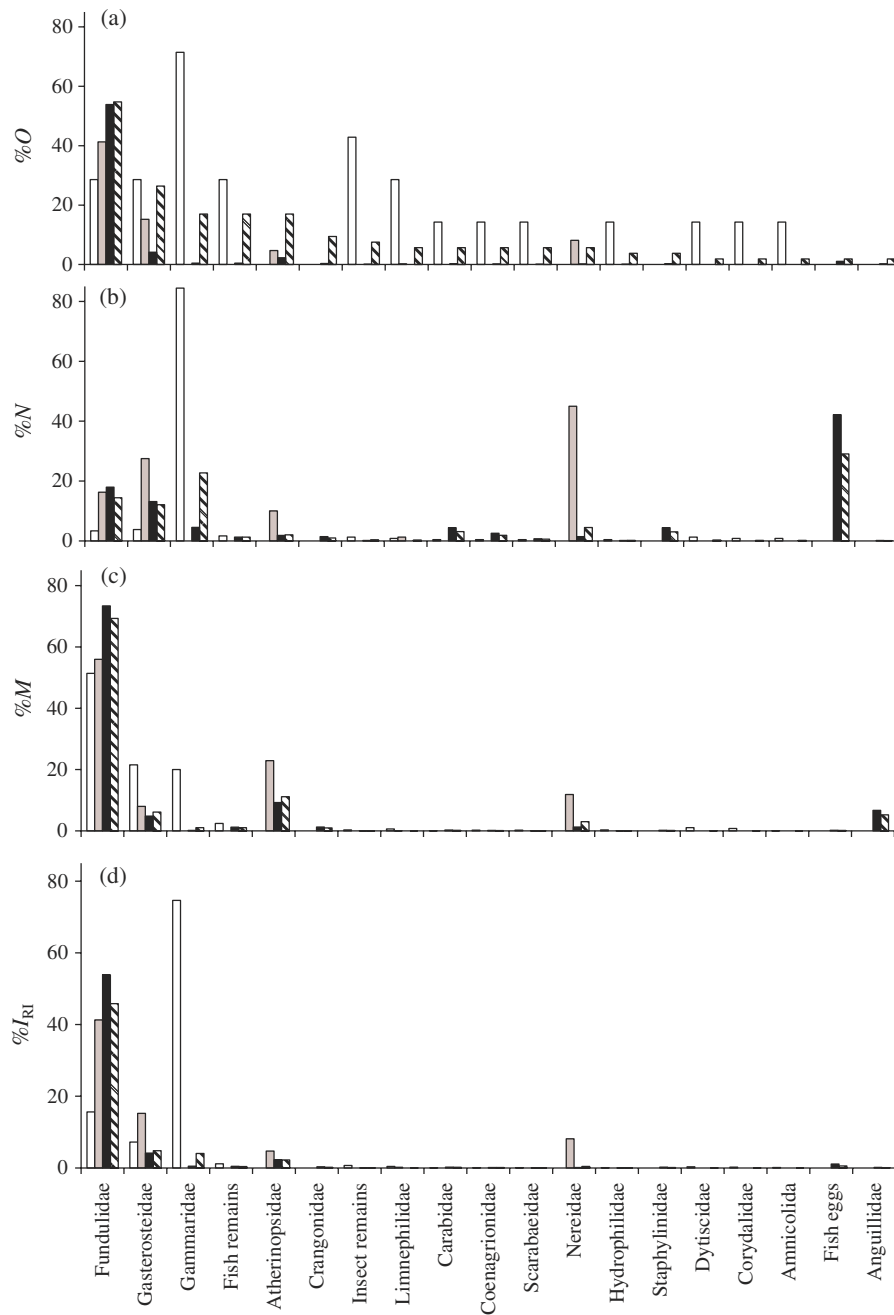 (a)
80
60
40
20
0
%O
(b)
80
60
40
20
0
%N
(c)
80
60
40
20
0
%M
(d)
80
60
40
20
0
%I_RI
Fundulidae
Gasterosteidae
Gammaridae
Fish remains
Atherinopsidae
Crangonidae
Insect remains
Limnephilidae
Carabidae
Coenagrionidae
Scarabaeidae
Nereidae
Hydrophilidae
Staphylinidae
Dytiscidae
Corydalidae
Amnicolida
Fish eggs
Anguillidae